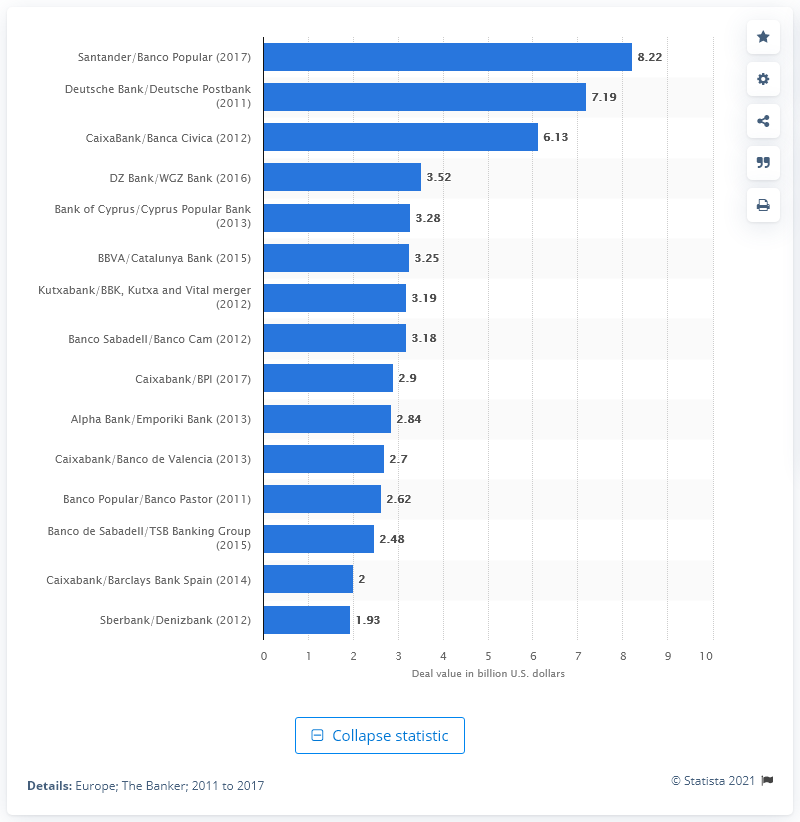 Santander/Banco Popular (2017)
8.22
Deutsche Bank/Deutsche Postbank
(2011)
7.19
CaixaBank/Banca Civica (2012)
6.13
DZ Bank/WGZ Bank (2016)
3.52
Bank of Cyprus/Cyprus Popular Bank
(2013)
3.28
BBVA/Catalunya Bank (2015)
3.25
Kutxabank/BBK, Kutxa and Vital merger
(2012)
3.19
Banco Sabadell/Banco Cam (2012)
3.18
Caixabank/BPI (2017)
2.9
Alpha Bank/Emporiki Bank (2013)
2.84
Caixabank/Banco de Valencia (2013)
2.7
Banco Popular/Banco Pastor (2011)
2.62
Banco de Sabadell/TSB Banking Group
(2015)
2.48
Caixabank/Barclays Bank Spain (2014)
2
Sberbank/Denizbank (2012)
1.93
0 1 2 3 4 5 6 7 8 9 10
Deal value in billion U.S. dollars
Collapse statistic
© Statista 2021
Details: Europe; The Banker; 2011 to 2017